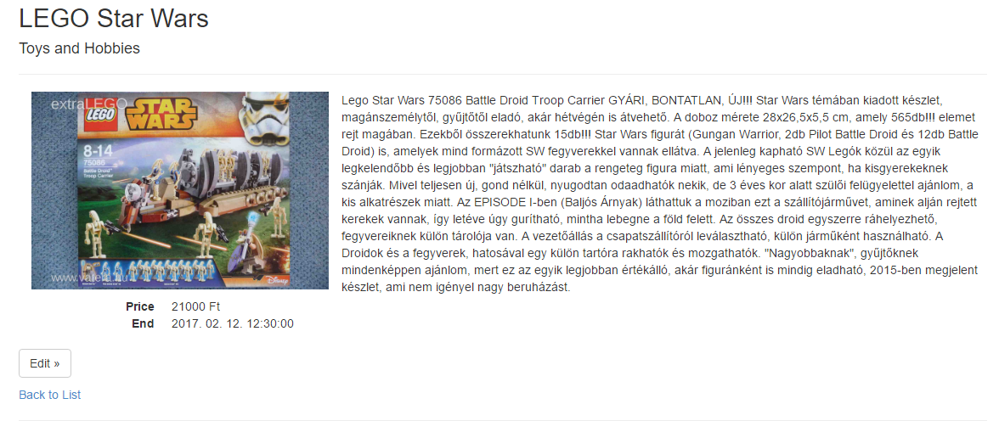 LEGO Star Wars
Toys and Hobbies
extraLEGO
LEGO
STAR
WARS
8-14
75086
Battle Droid™
Troop Carrier
www.vatera.hu
Disney
Price 21000 Ft
End 2017. 02. 12. 12:30:00
Lego Star Wars 75086 Battle Droid Troop Carrier GYÁRI, BONTATLAN, ÚJ!!! Star Wars témában kiadott készlet,
magánszemélytől, gyűjtőtől eladó, akár hétvégén is átvehető. A doboz mérete 28x26,5x5,5 cm, amely 565db!!! elemet
rejt magában. Ezekből összerekhatunk 15db!!! Star Wars figurát (Gungan Warrior, 2db Pilot Battle Droid és 12db Battle
Droid) is, amelyek mind formázott SW fegyverekkel vannak ellátva. A jelenleg kapható SW Legók közül az egyik
legkelendőbb és legjobban "játszható" darab a rengeteg figura miatt, ami lényeges szempont, ha kisgyerekeknek
szánják. Mivel teljesen új, gond nélkül, nyugodtan odaadhatók nekik, de 3 éves kor alatt szülői felügyelettel ajánlom, a
kis alkatrészek miatt. Az EPISODE I-ben (Baljós Árnyak) láthattuk a moziban ezt a szállítójárművet, aminek alján rejtett
kerekek vannak, így letéve úgy gurítható, mintha lebegne a föld felett. Az összes droid egyszerre ráhelyezhető,
fegyvereiknek külön tárolója van. A vezetőállás a csapatszállítóról leválasztható, külön járműként használható. A
Droidok és a fegyverek, hatosával egy külön tartóra rakhatók és mozgathatók. "Nagyobbaknak", gyűjtőknek
mindenképpen ajánlom, mert ez az egyik legjobban értékálló, akár figuránként is mindig eladható, 2015-ben megjelent
készlet, ami nem igényel nagy beruházást.
Edit »
Back to List